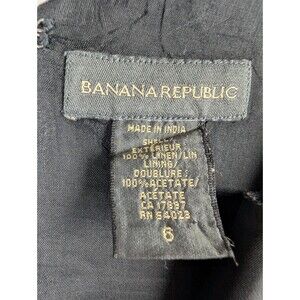 BANANA REPUBLIC
MADE IN INDIA
SHELL/
EXTERIEUR
100% LINEN/LIN
LINING/
DOUBLURE:
100% ACETATE/
ACETATE
CA 17897
RN 54023
6